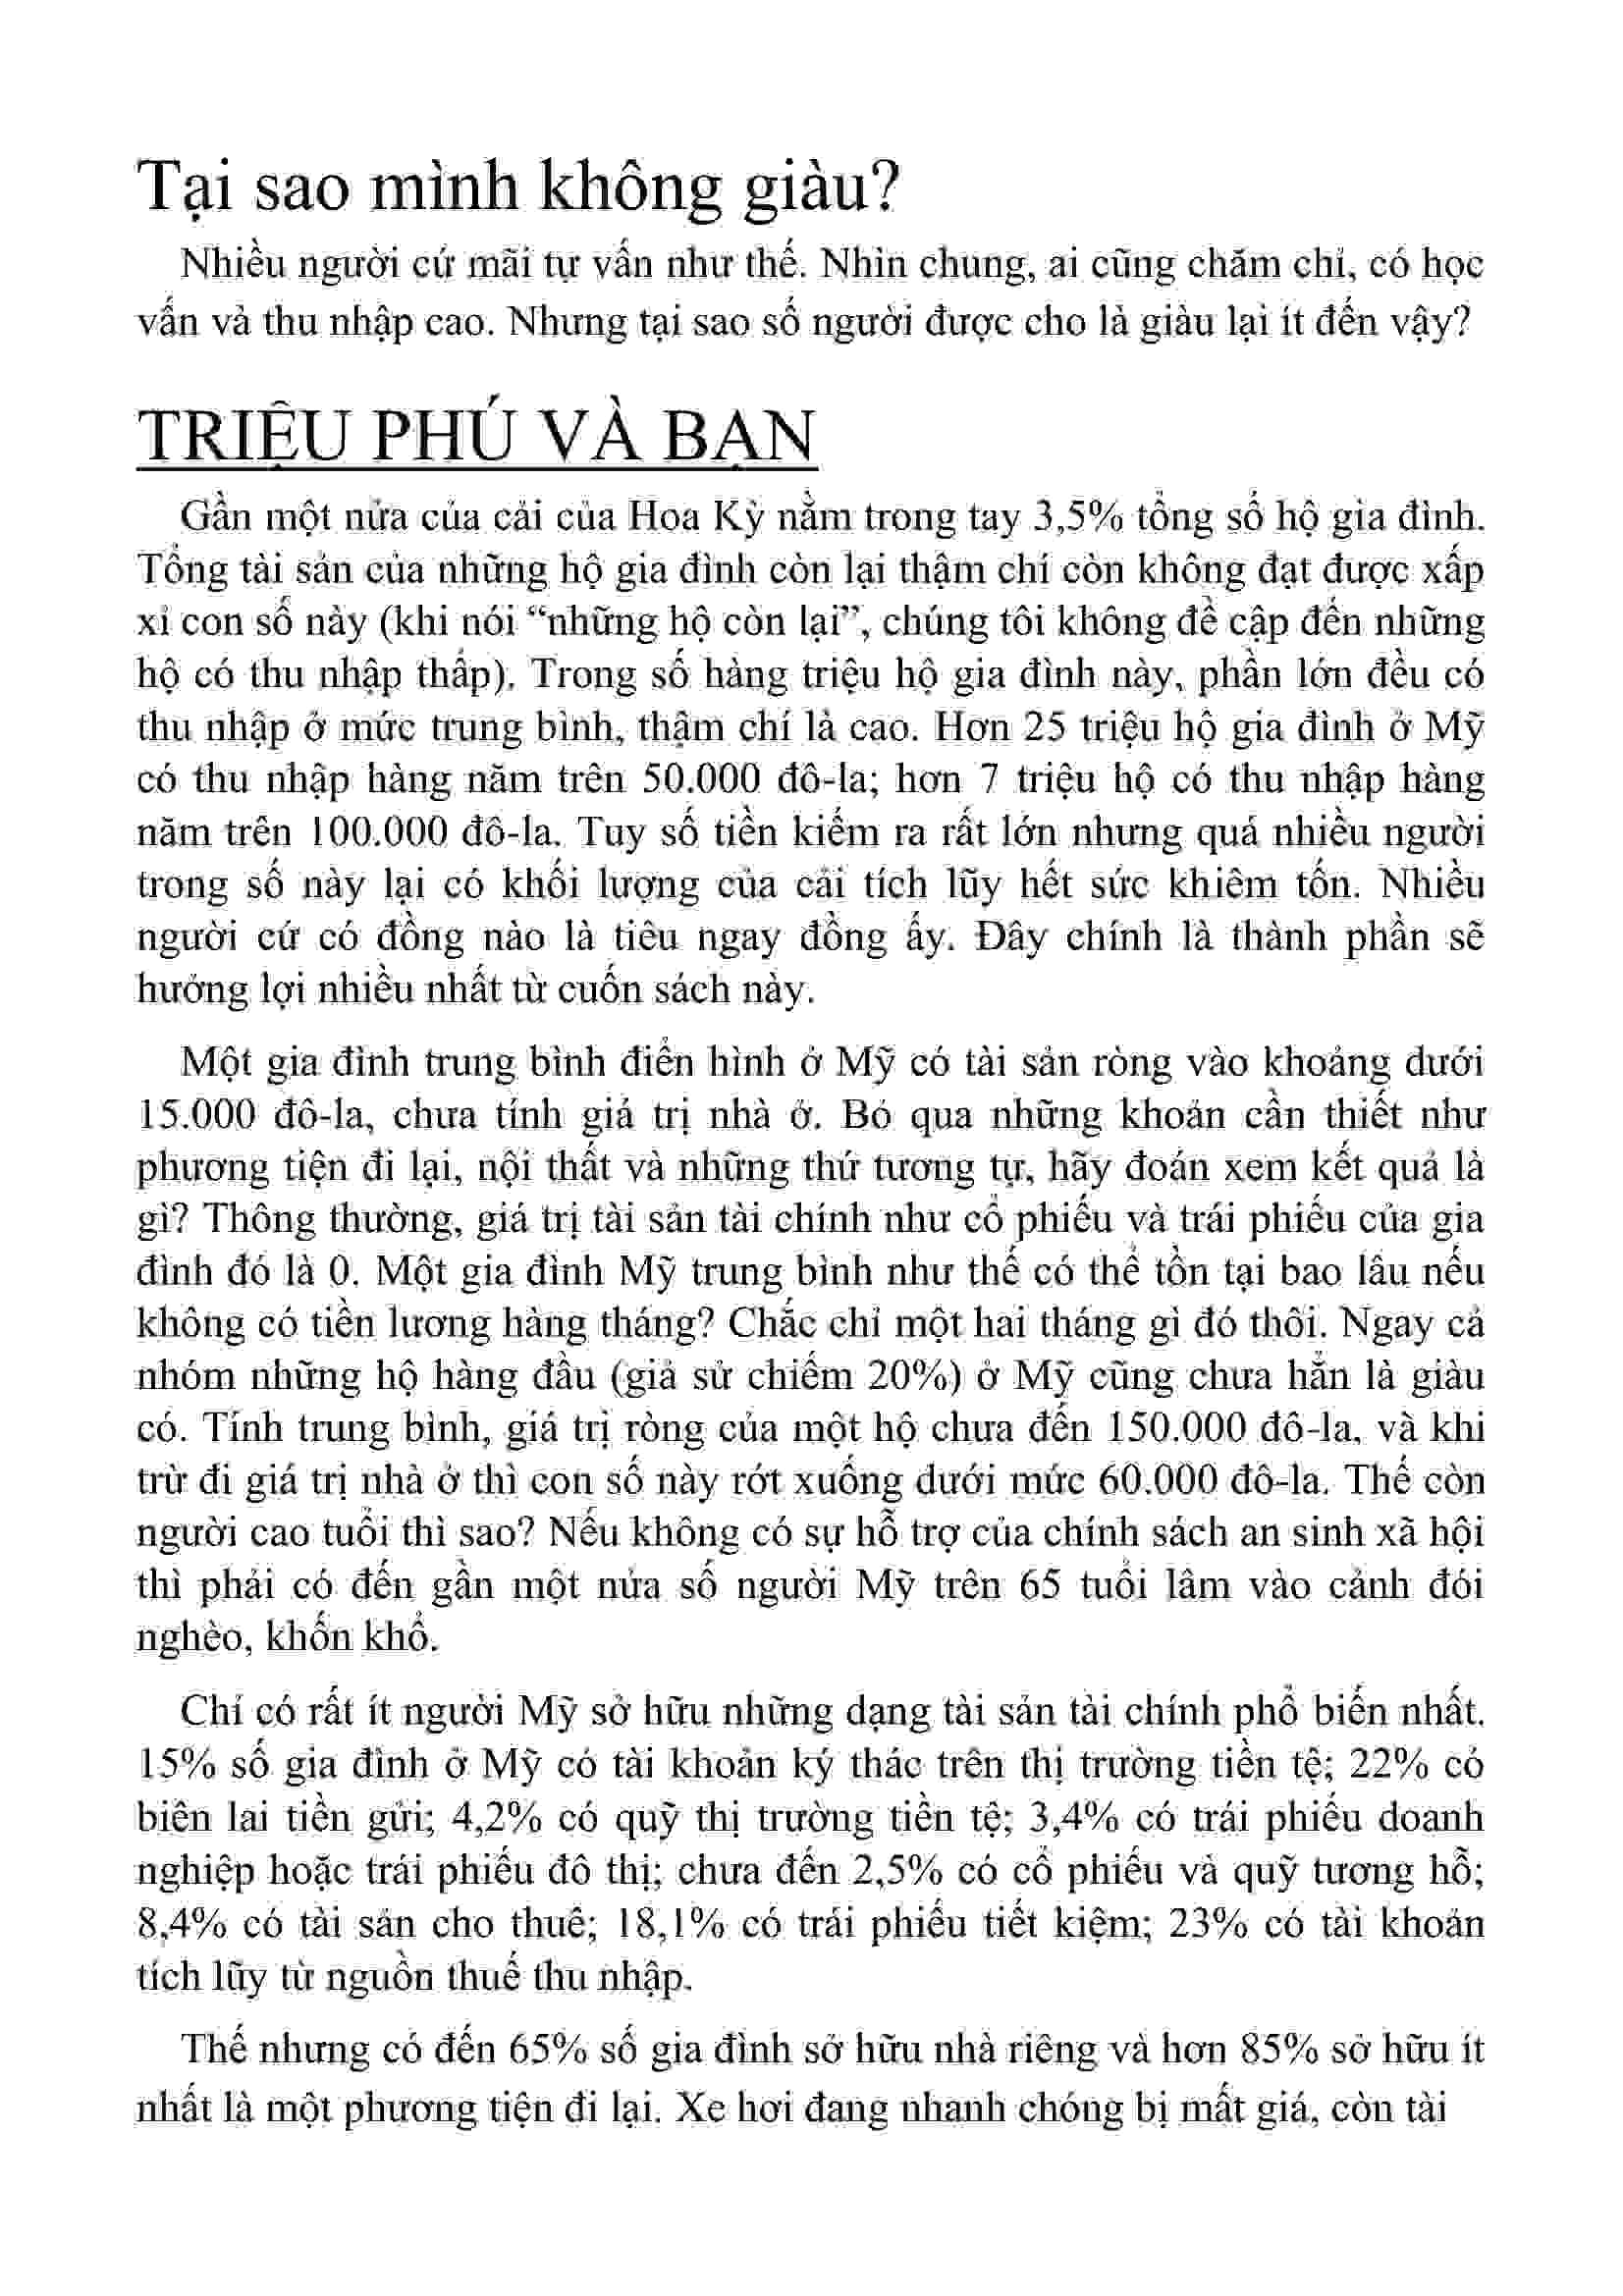 Tại sao mình không giàu?
Nhiều người cứ mãi tự vấn như thế. Nhìn chung, ai cũng chăm chỉ, có học
vấn và thu nhập cao. Nhưng tại sao số người được cho là giàu lại ít đến vậy?
TRIỆU PHÚ VÀ BẠN
Gần một nửa của cải của Hoa Kỳ nằm trong tay 3,5% tổng số hộ gia đình.
Tổng tài sản của những hộ gia đình còn lại thậm chí còn không đạt được xấp
xỉ con số này (khi nói “những hộ còn lại”, chúng tôi không đề cập đến những
hộ có thu nhập thấp). Trong số hàng triệu hộ gia đình này, phần lớn đều có
thu nhập ở mức trung bình, thậm chí là cao. Hơn 25 triệu hộ gia đình ở Mỹ
có thu nhập hàng năm trên 50.000 đô-la; hơn 7 triệu hộ có thu nhập hàng
năm trên 100.000 đô-la. Tuy số tiền kiếm ra rất lớn nhưng quá nhiều người
trong số này lại có khối lượng của cải tích lũy hết sức khiêm tốn. Nhiều
người cứ có đồng nào là tiêu ngay đồng ấy. Đây chính là thành phần sẽ
hưởng lợi nhiều nhất từ cuốn sách này.
Một gia đình trung bình điển hình ở Mỹ có tài sản ròng vào khoảng dưới
15.000 đô-la, chưa tính giá trị nhà ở. Bỏ qua những khoản cần thiết như
phương tiện đi lại, nội thất và những thứ tương tự, hãy đoán xem kết quả là
gì? Thông thường, giá trị tài sản tài chính như cổ phiếu và trái phiếu của gia
đình đó là 0. Một gia đình Mỹ trung bình như thế có thể tồn tại bao lâu nếu
không có tiền lương hàng tháng? Chắc chỉ một hai tháng gì đó thôi. Ngay cả
nhóm những hộ hàng đầu (giả sử chiếm 20%) ở Mỹ cũng chưa hẳn là giàu
có. Tính trung bình, giá trị ròng của một hộ chưa đến 150.000 đô-la, và khi
trừ đi giá trị nhà ở thì con số này rớt xuống dưới mức 60.000 đô-la. Thế còn
người cao tuổi thì sao? Nếu không có sự hỗ trợ của chính sách an sinh xã hội
thì phải có đến gần một nửa số người Mỹ trên 65 tuổi lâm vào cảnh đói
nghèo, khốn khổ.
Chỉ có rất ít người Mỹ sở hữu những dạng tài sản tài chính phổ biến nhất.
15% số gia đình ở Mỹ có tài khoản ký thác trên thị trường tiền tệ; 22% có
biên lai tiền gửi; 4,2% có quỹ thị trường tiền tệ; 3,4% có trái phiếu doanh
nghiệp hoặc trái phiếu đô thị; chưa đến 2,5% có cổ phiếu và quỹ tương hỗ;
8,4% có tài sản cho thuê; 18,1% có trái phiếu tiết kiệm; 23% có tài khoản
tích lũy từ nguồn thuế thu nhập.
Thế nhưng có đến 65% số gia đình sở hữu nhà riêng và hơn 85% sở hữu ít
nhất là một phương tiện đi lại. Xe hơi đang nhanh chóng bị mất giá, còn tài